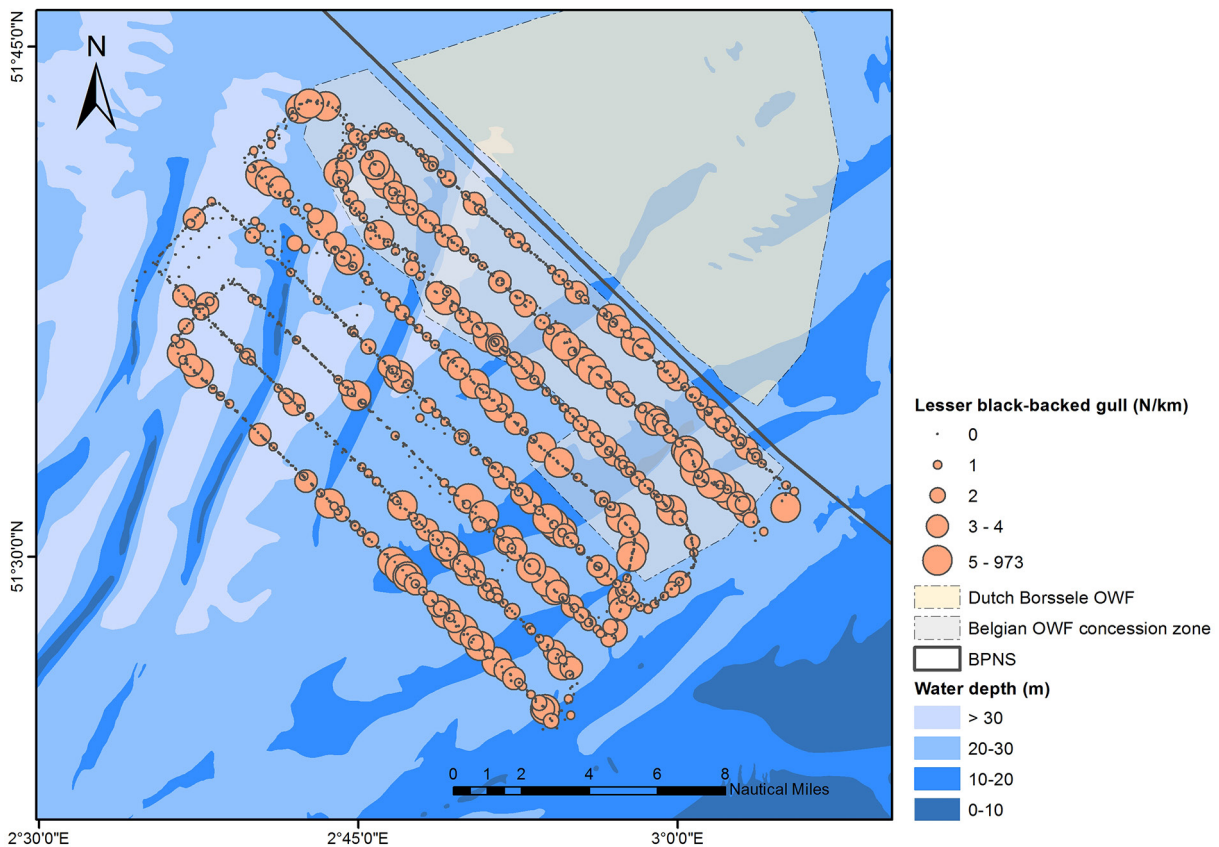 51°45'0"N
N
51°30'0"N
2°30'0"E
2°45'0"E
3°0'0"E
0 1 2 4 6 8
Nautical Miles
Lesser black-backed gull (N/km)
0
1
2
3 - 4
5 - 973
Dutch Borssele OWF
Belgian OWF concession zone
BPNS
Water depth (m)
> 30
20-30
10-20
0-10